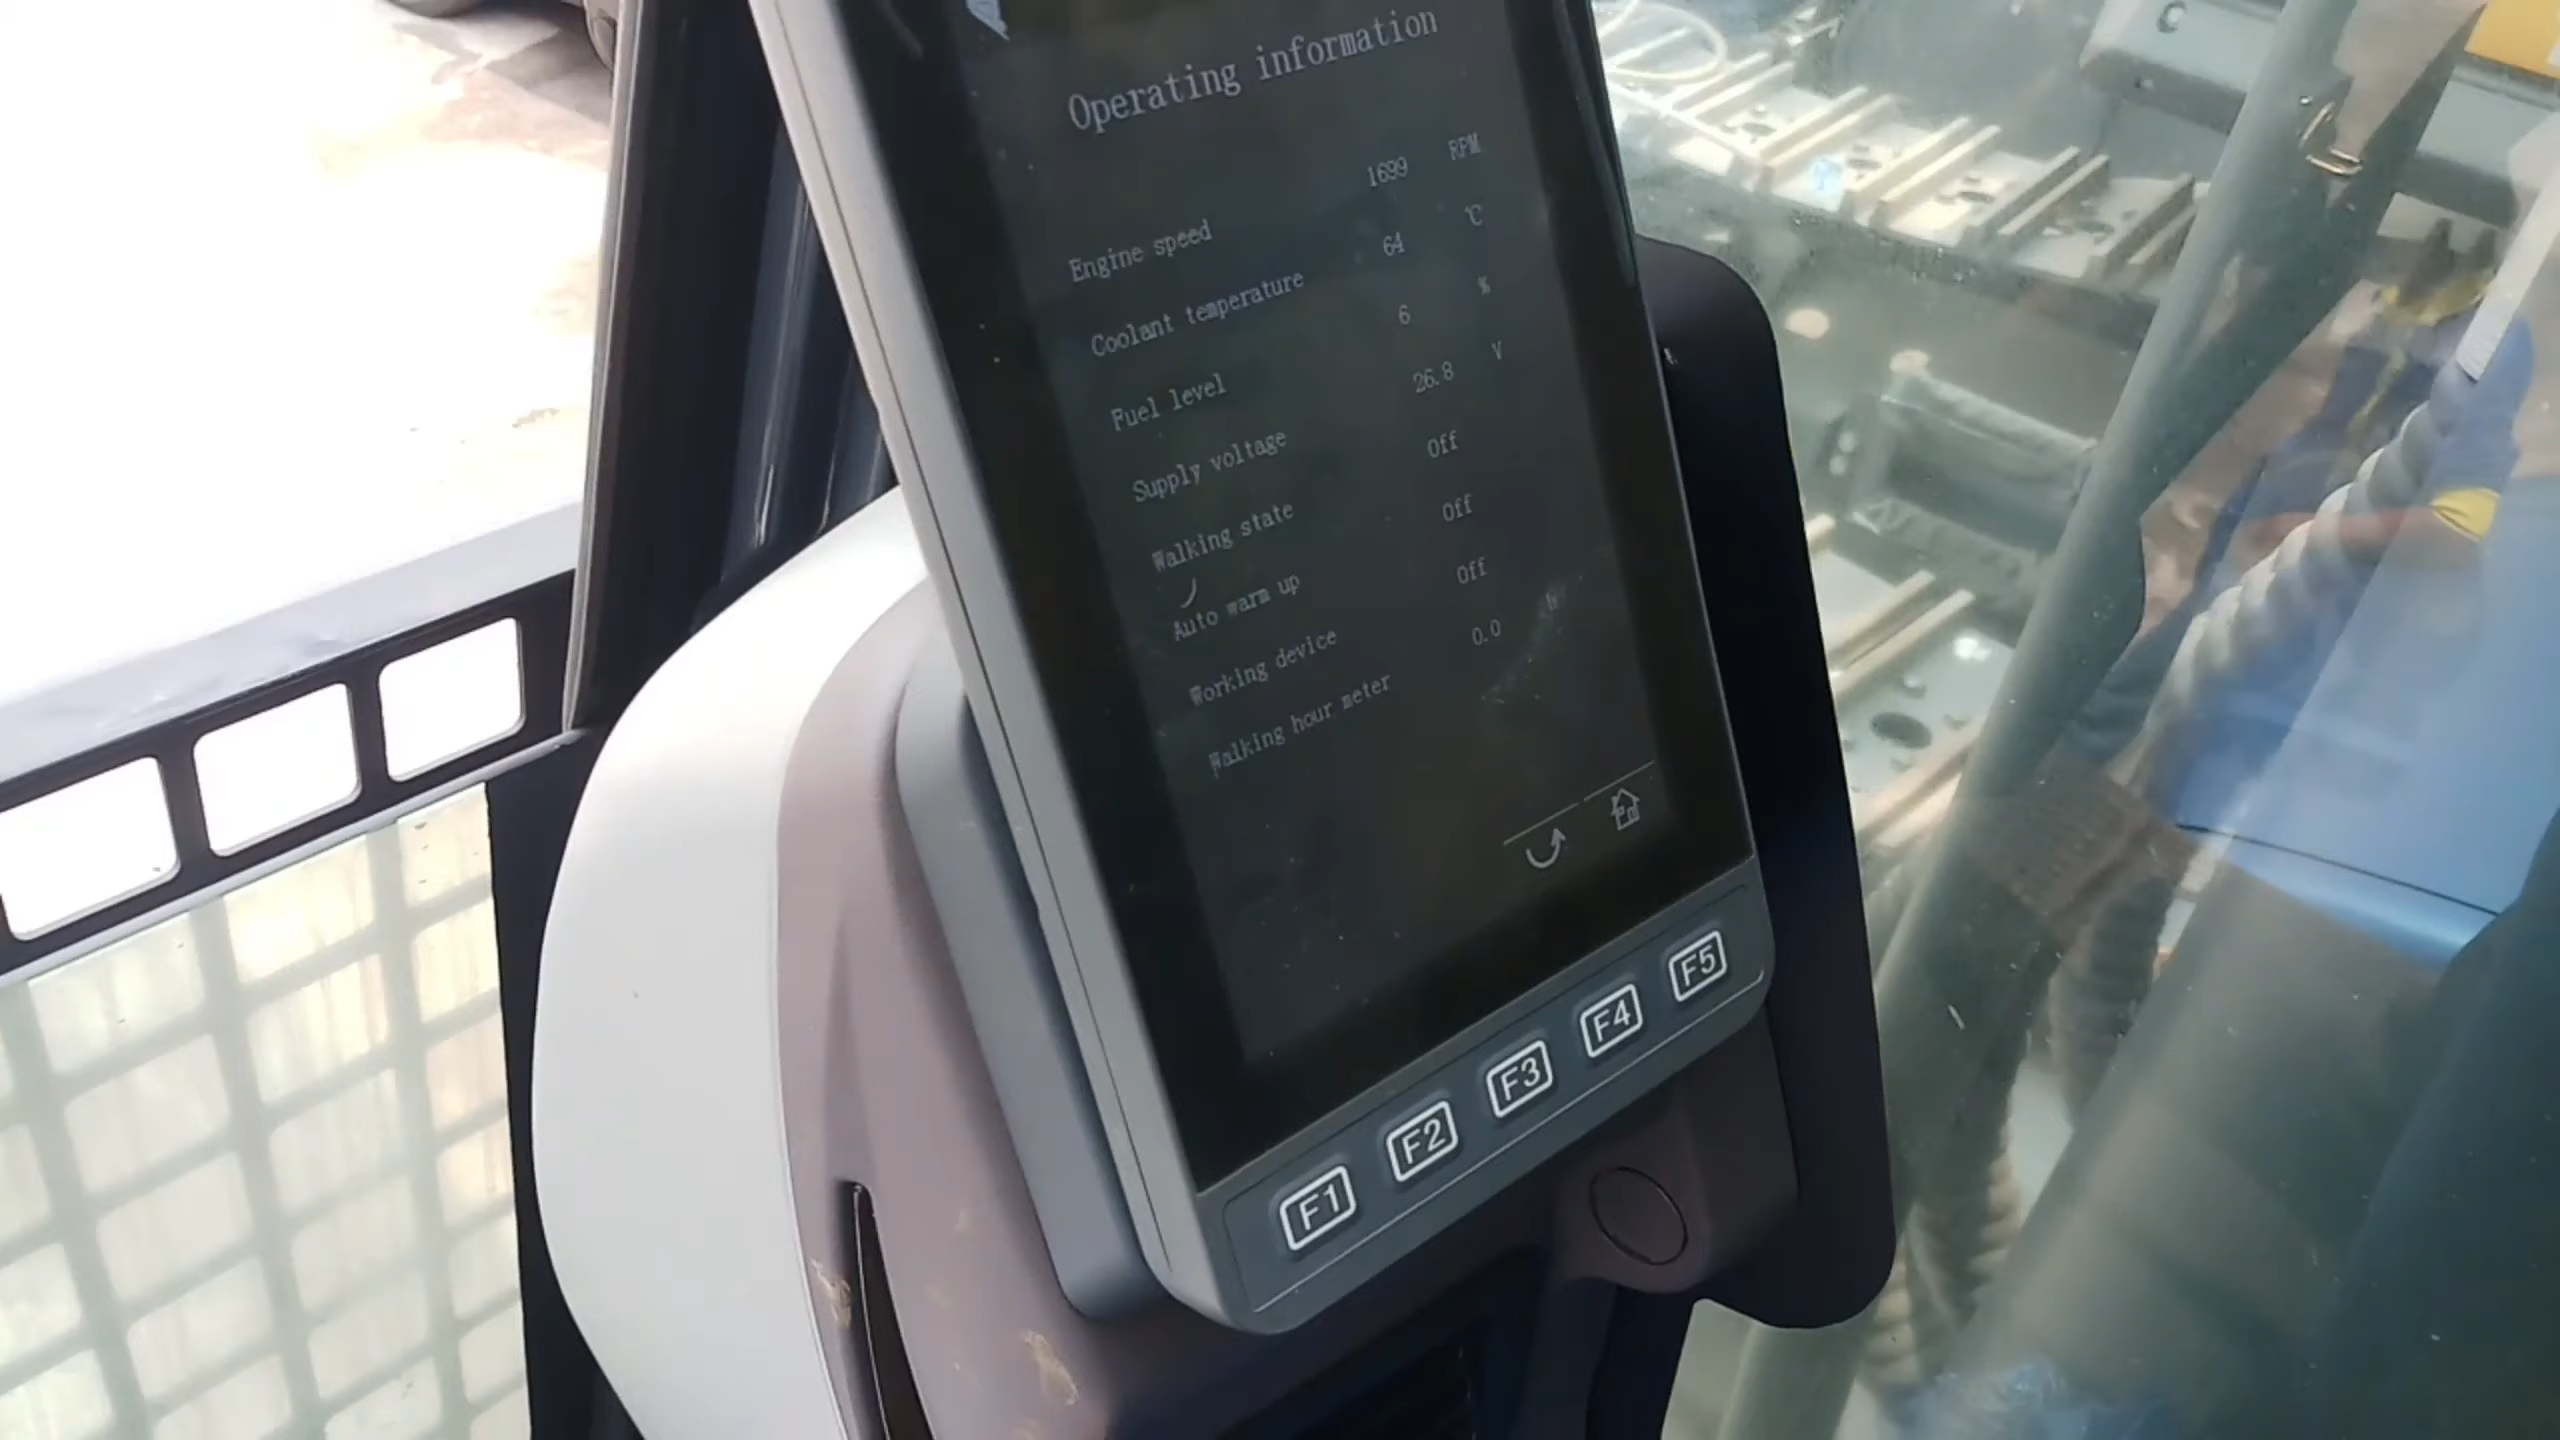 Operating information
Engine speed 1699 RPM
Coolant temperature 64 ℃
Fuel level 6 %
Supply voltage 26.8 V
Walking state Off
Auto warm up Off
Working device Off
Walking hour meter 0.0 hr
F1 F2 F3 F4 F5